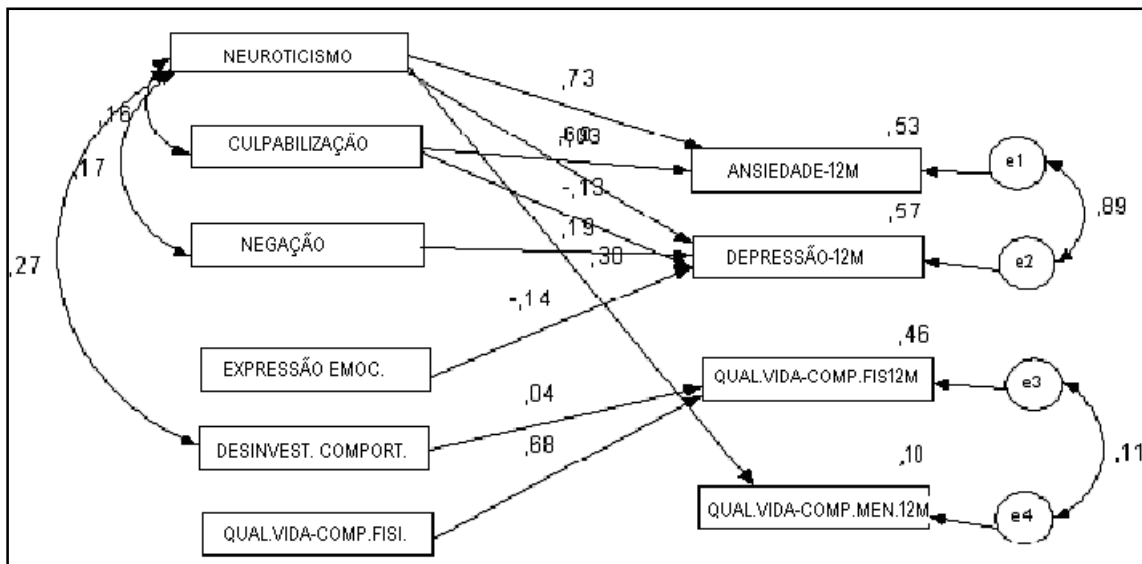 NEUROTICISMO
,73
,16
,53
CULPABILIZAÇÃO
e1
ANSIEDADE-12M
,17
-,13
,89
,57
,19
NEGAÇÃO
,30
DEPRESSÃO-12M
e2
,27
-,14
,46
EXPRESSÃO EMOC.
QUAL.VIDA-COMP.FIS12M
e3
,04
DESINVEST. COMPORT.
,68
,10
,11
QUAL.VIDA-COMP.MEN.12M
e4
QUAL.VIDA-COMP.FISI.